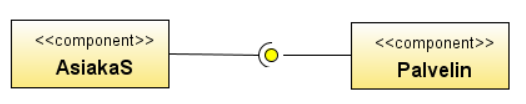 <<component>>
AsiakaS
<<component>>
Palvelin